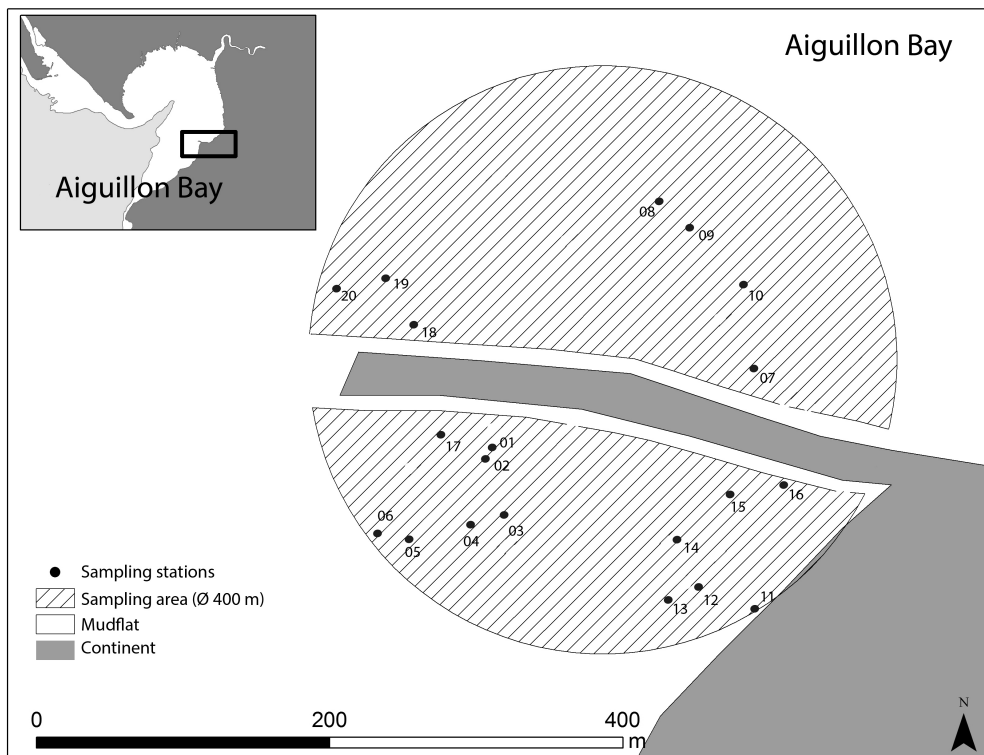 Aiguillon Bay
Aiguillon Bay
08
09
19
20
10
18
07
01
17
02
16
15
06
03
04
05
14
12
11
13
Sampling stations
Sampling area (Ø 400 m)
Mudflat
Continent
N
0 200 400
m